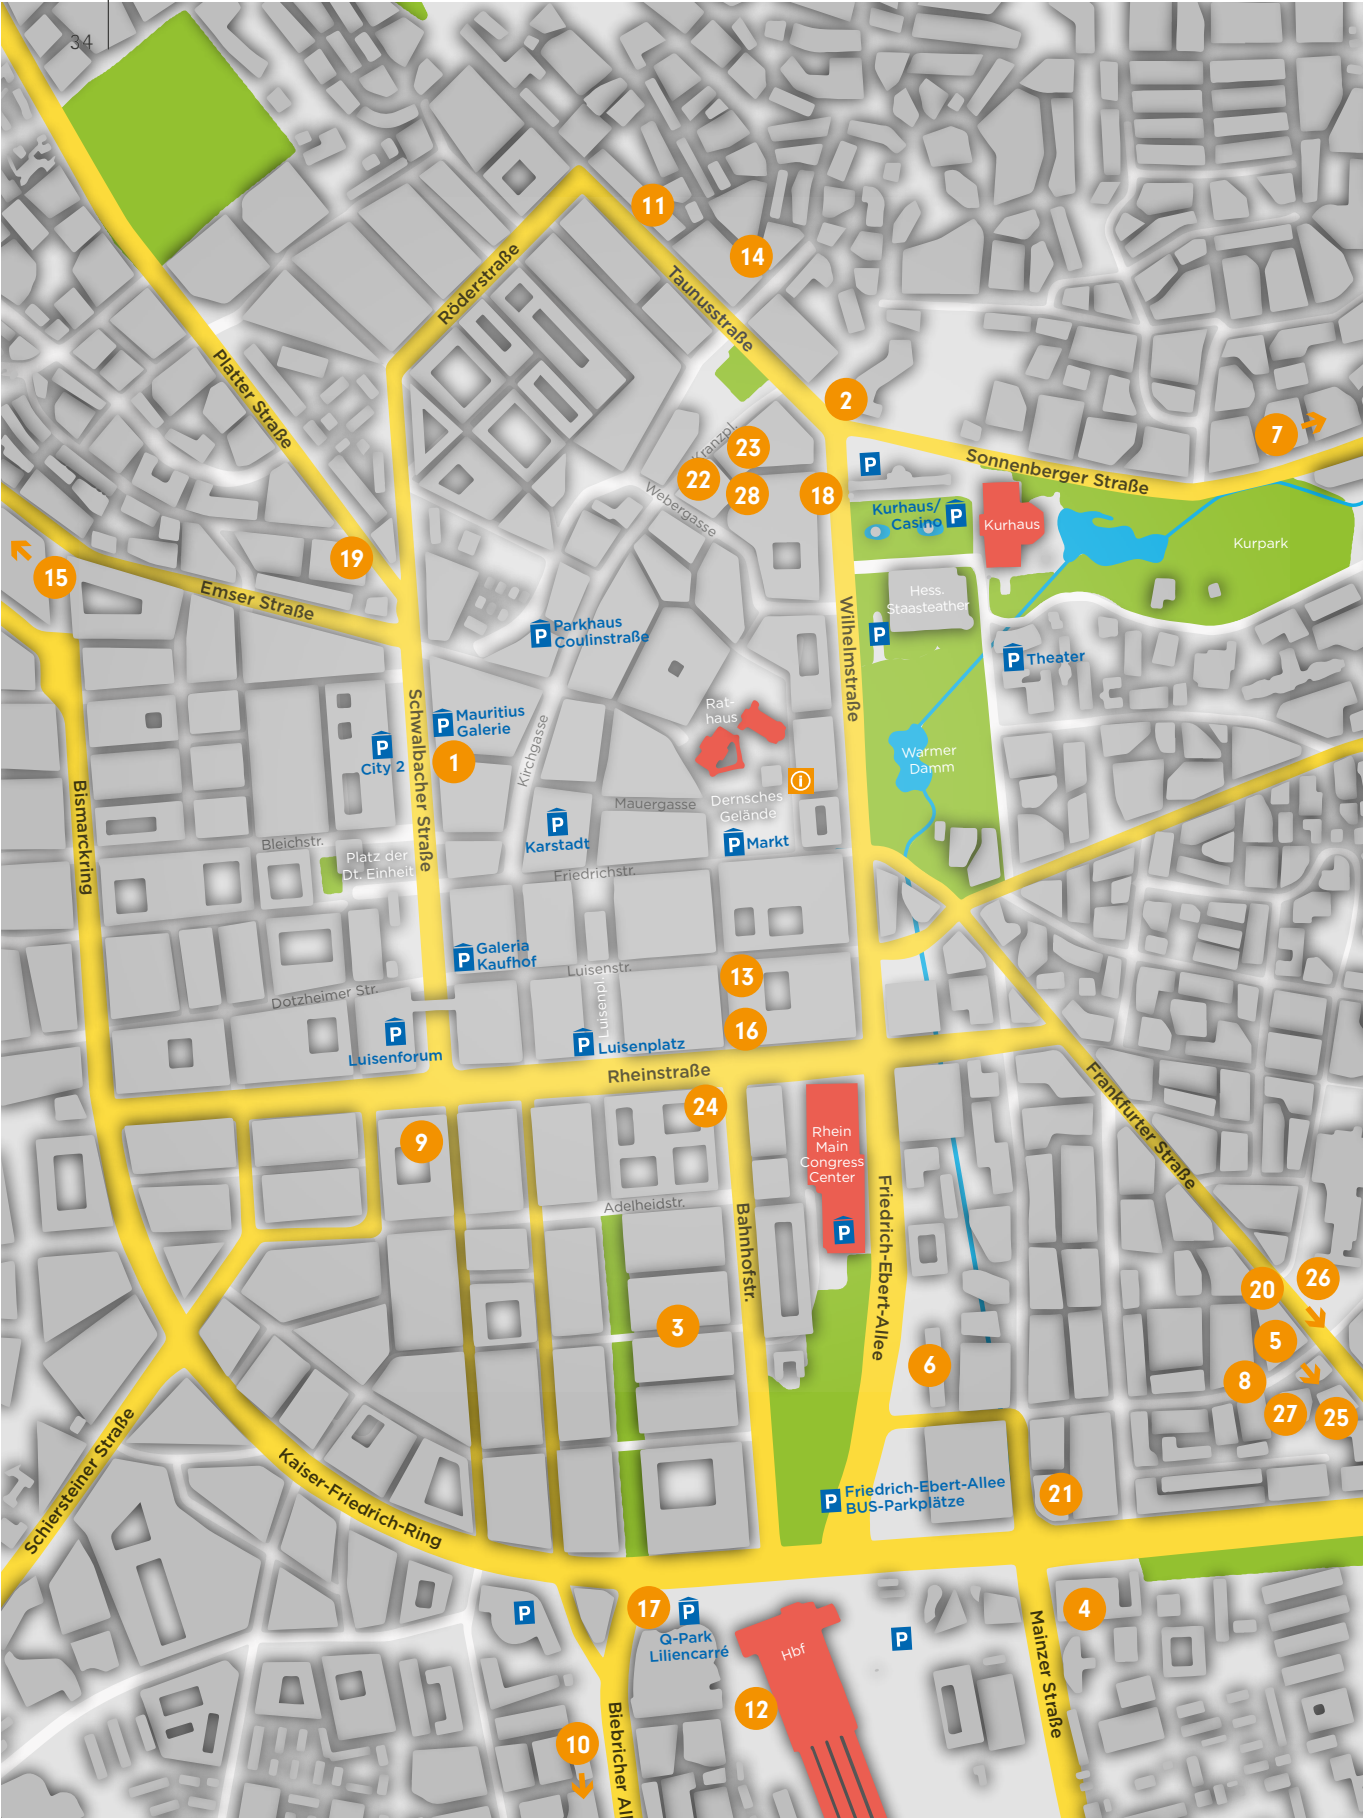 34
11
14
Röderstraße
Taunusstraße
Platter Straße
2
7
Kranzpl.
23
22
28
18
Webergasse
P
Sonnenberger Straße
Kurhaus/
Casino P
Kurhaus
Kurpark
19
15
Emser Straße
Hess.
Staasteather
P
P Parkhaus
Coulinstraße
P Theater
Wilhelmstraße
Schwalbacher Straße
P Mauritius
Galerie
P
City 2
1
Kirchgasse
Rat-
haus
Warmer
Damm
i
Bismarckring
Mauergasse
Dernsches
Gelände
P
Karstadt
P Markt
Bleichstr.
Platz der
Dt. Einheit
Friedrichstr.
P Galeria
Kaufhof
Luisenstr.
13
Dotzheimer Str.
Luisenpl.
16
P
Luisenforum
P Luisenplatz
Rheinstraße
24
9
Rhein
Main
Congress
Center
P
Frankfurter Straße
Adelheidstr.
Bahnhofstr.
Friedrich-Ebert-Allee
3
6
20
26
5
8
27
25
Schiersteiner Straße
Kaiser-Friedrich-Ring
P Friedrich-Ebert-Allee
BUS-Parkplätze
21
17
P
Q-Park
Liliencarré
P
P
4
Hbf
Mainzer Straße
12
10
Biebricher All